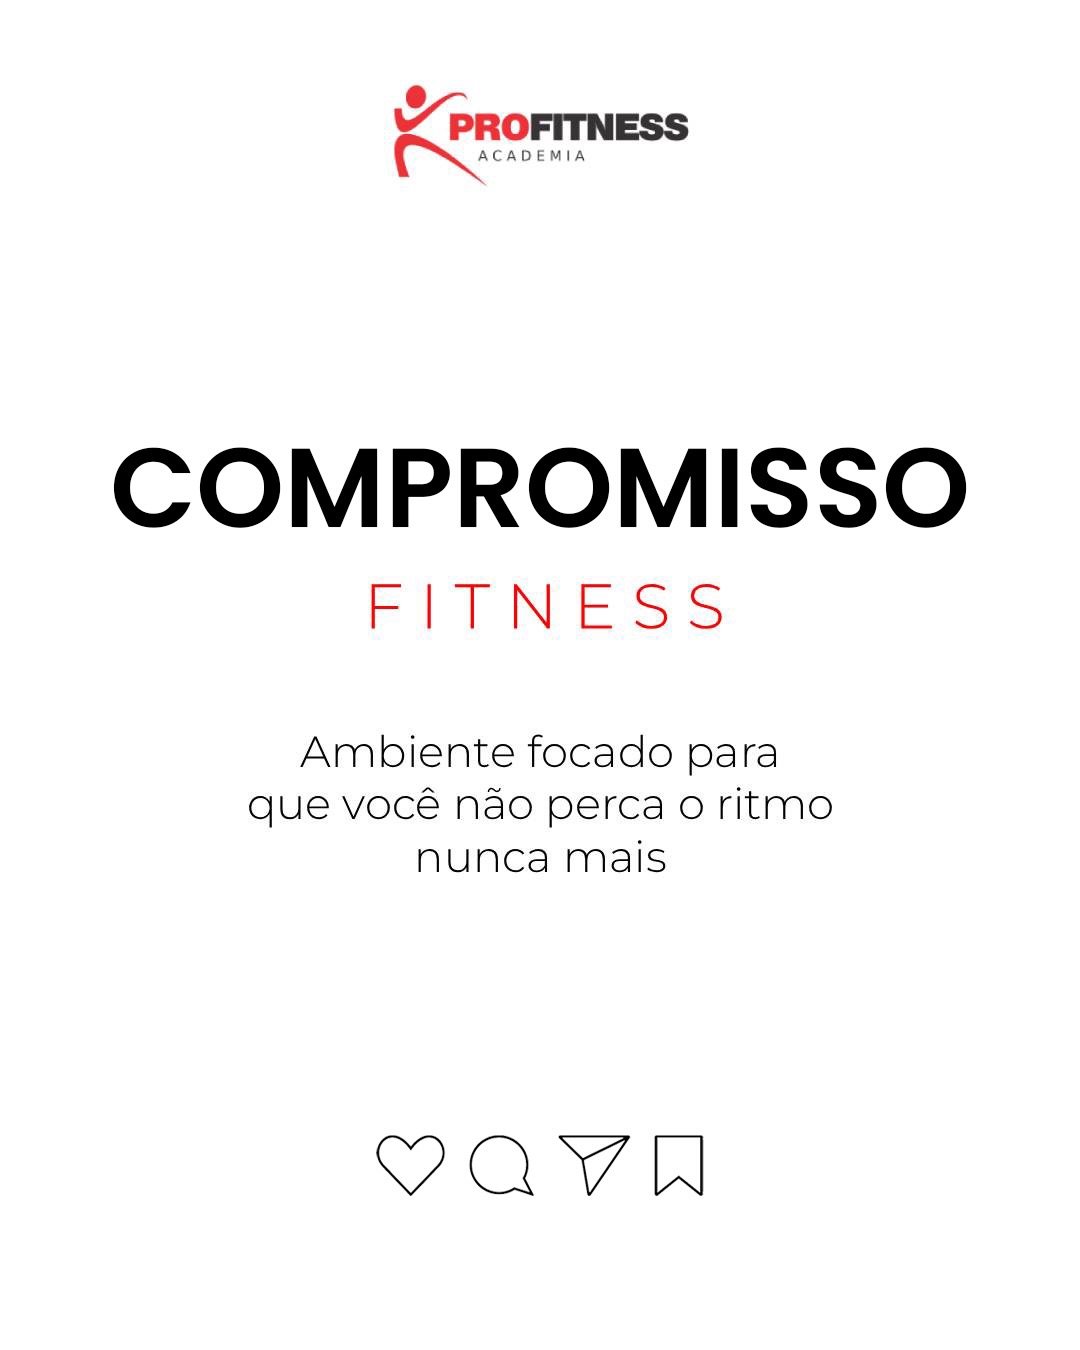 PROFITNESS
ACADEMIA
COMPROMISSO
FITNESS
Ambiente focado para
que você não perca o ritmo
nunca mais